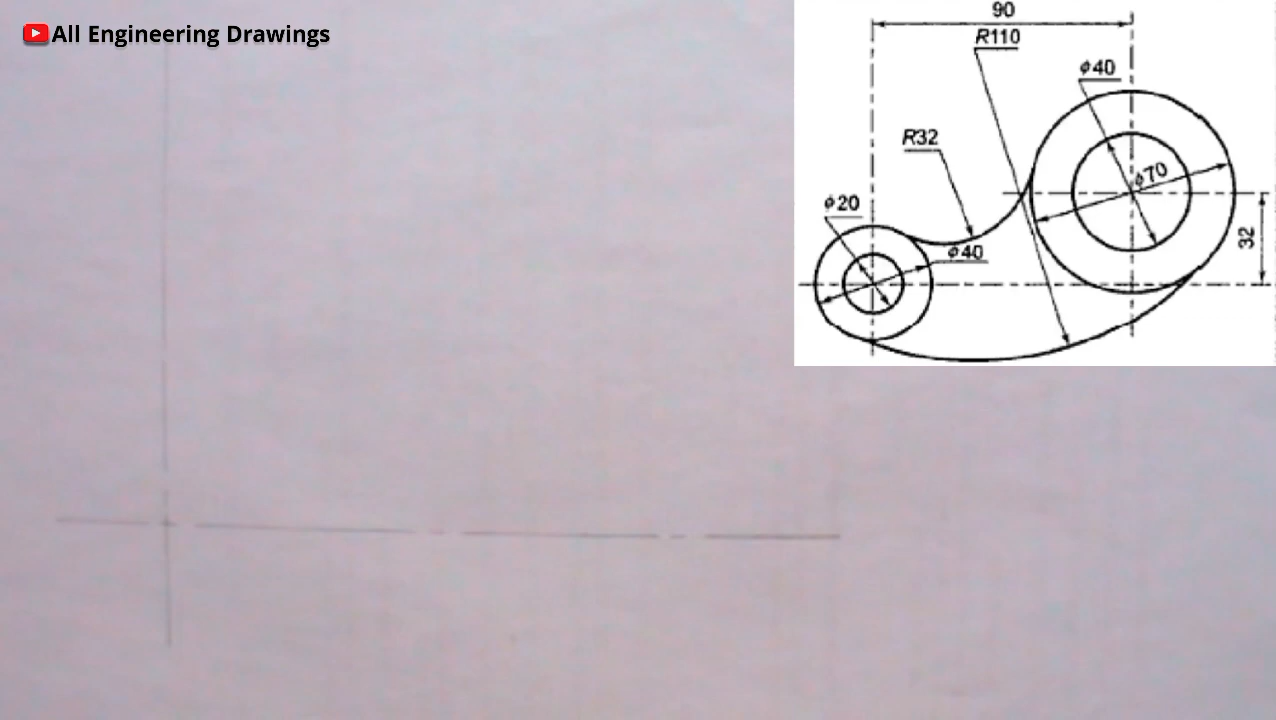 All Engineering Drawings
90
R110
φ40
R32
φ70
φ20
32
φ40